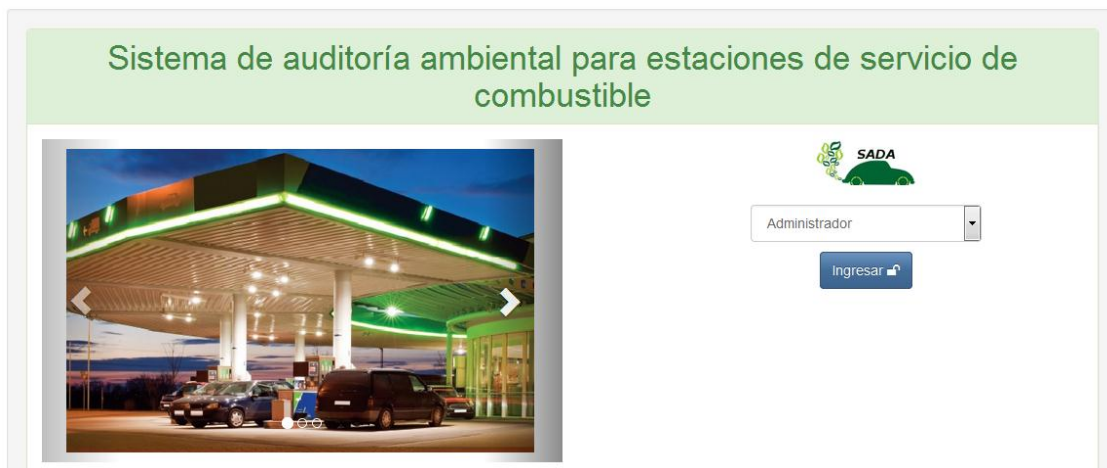 Sistema de auditoría ambiental para estaciones de servicio de
combustible
SADA
Administrador
Ingresar